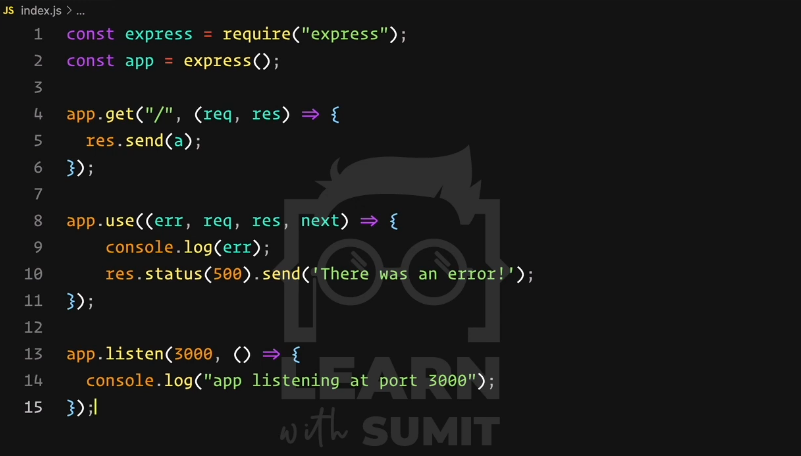 JS index.js > ...
1 const express = require("express");
2 const app = express();
3
4 app.get("/", (req, res) => {
5   res.send(a);
6 });
7
8 app.use((err, req, res, next) => {
9     console.log(err);
10     res.status(500).send('There was an error!');
11 });
12
13 app.listen(3000, () => {
14   console.log("app listening at port 3000");
15 });
LEARN
with SUMIT